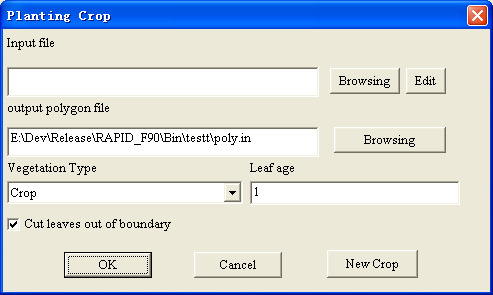 Planting Crop
Input file
Browsing Edit
output polygon file
E:\Dev\Release\RAPID_F90\Bin\testt\poly.in Browsing
Vegetation Type Leaf age
Crop 1
Cut leaves out of boundary
OK Cancel New Crop